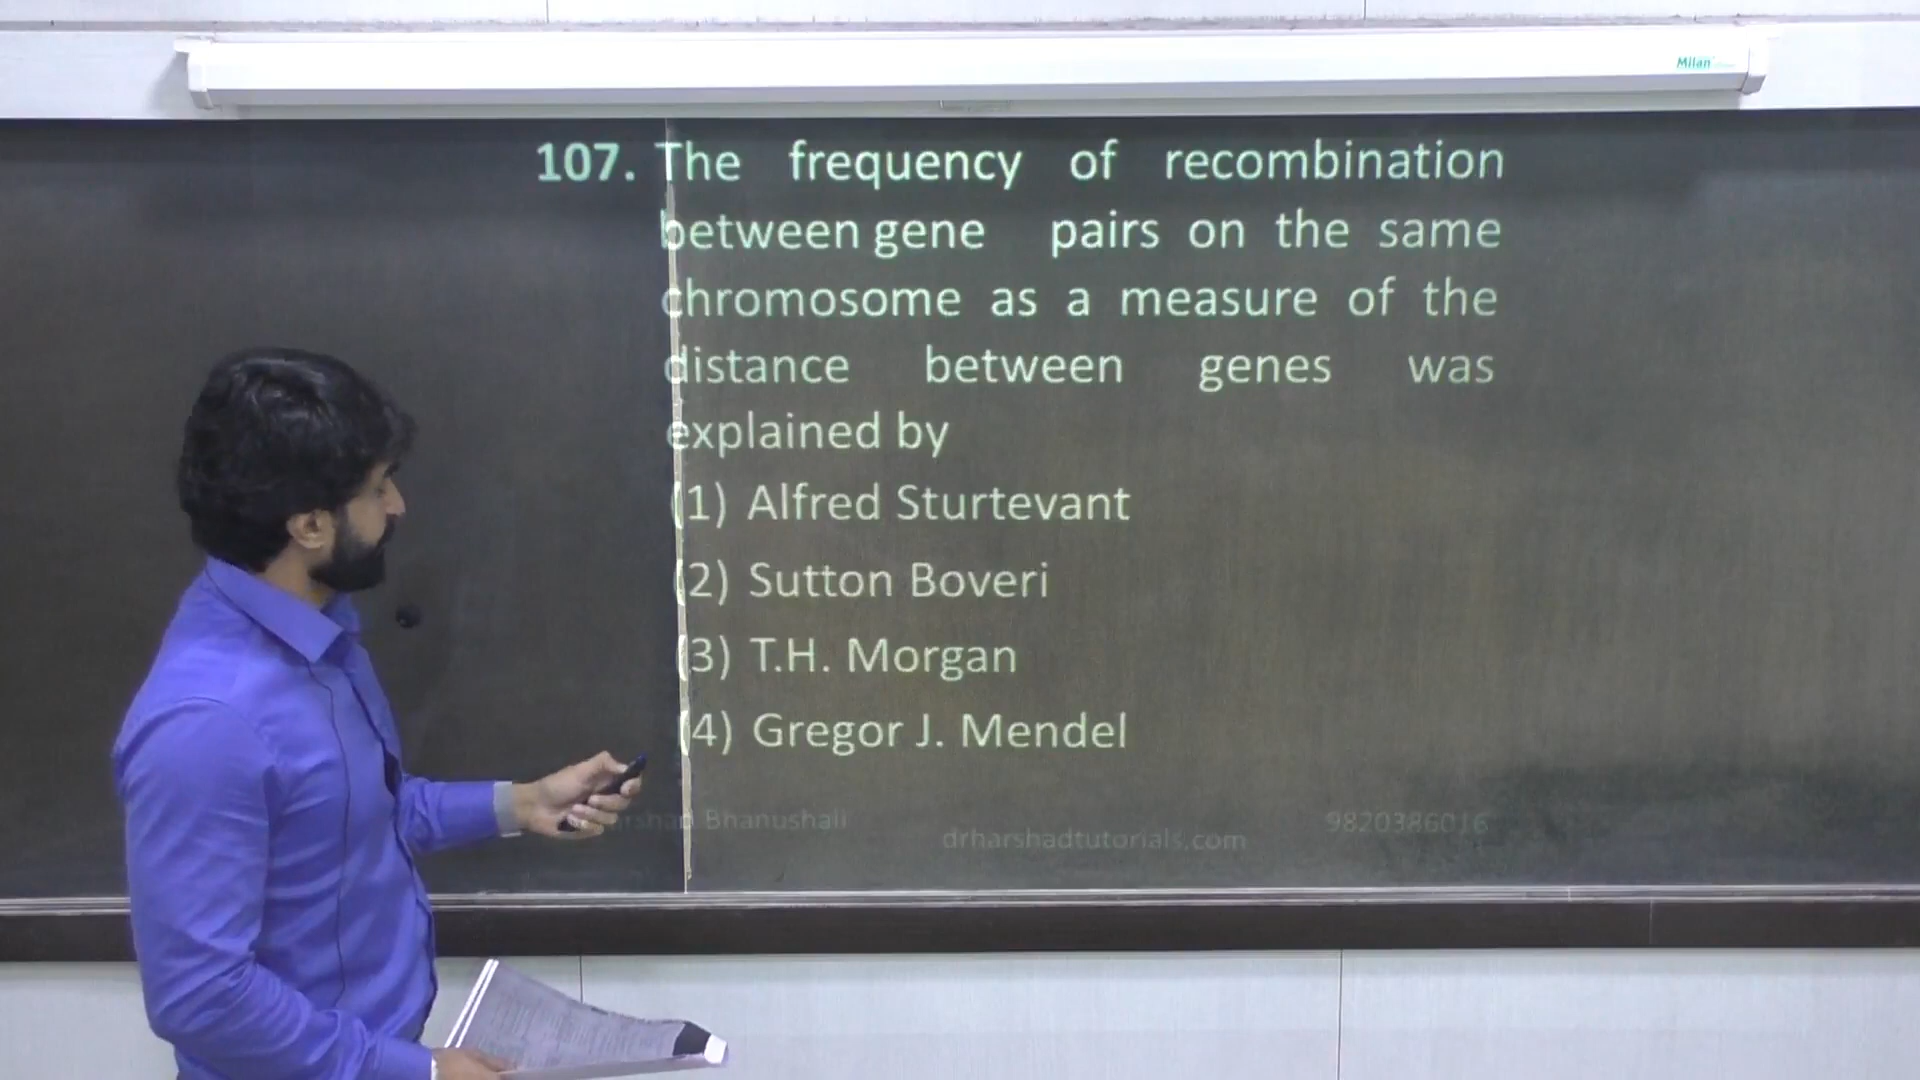 Milan
107. The frequency of recombination
between gene pairs on the same
chromosome as a measure of the
distance between genes was
explained by
(1) Alfred Sturtevant
(2) Sutton Boveri
(3) T.H. Morgan
(4) Gregor J. Mendel
Bhanushali
drharshadtutorials.com
9820386016